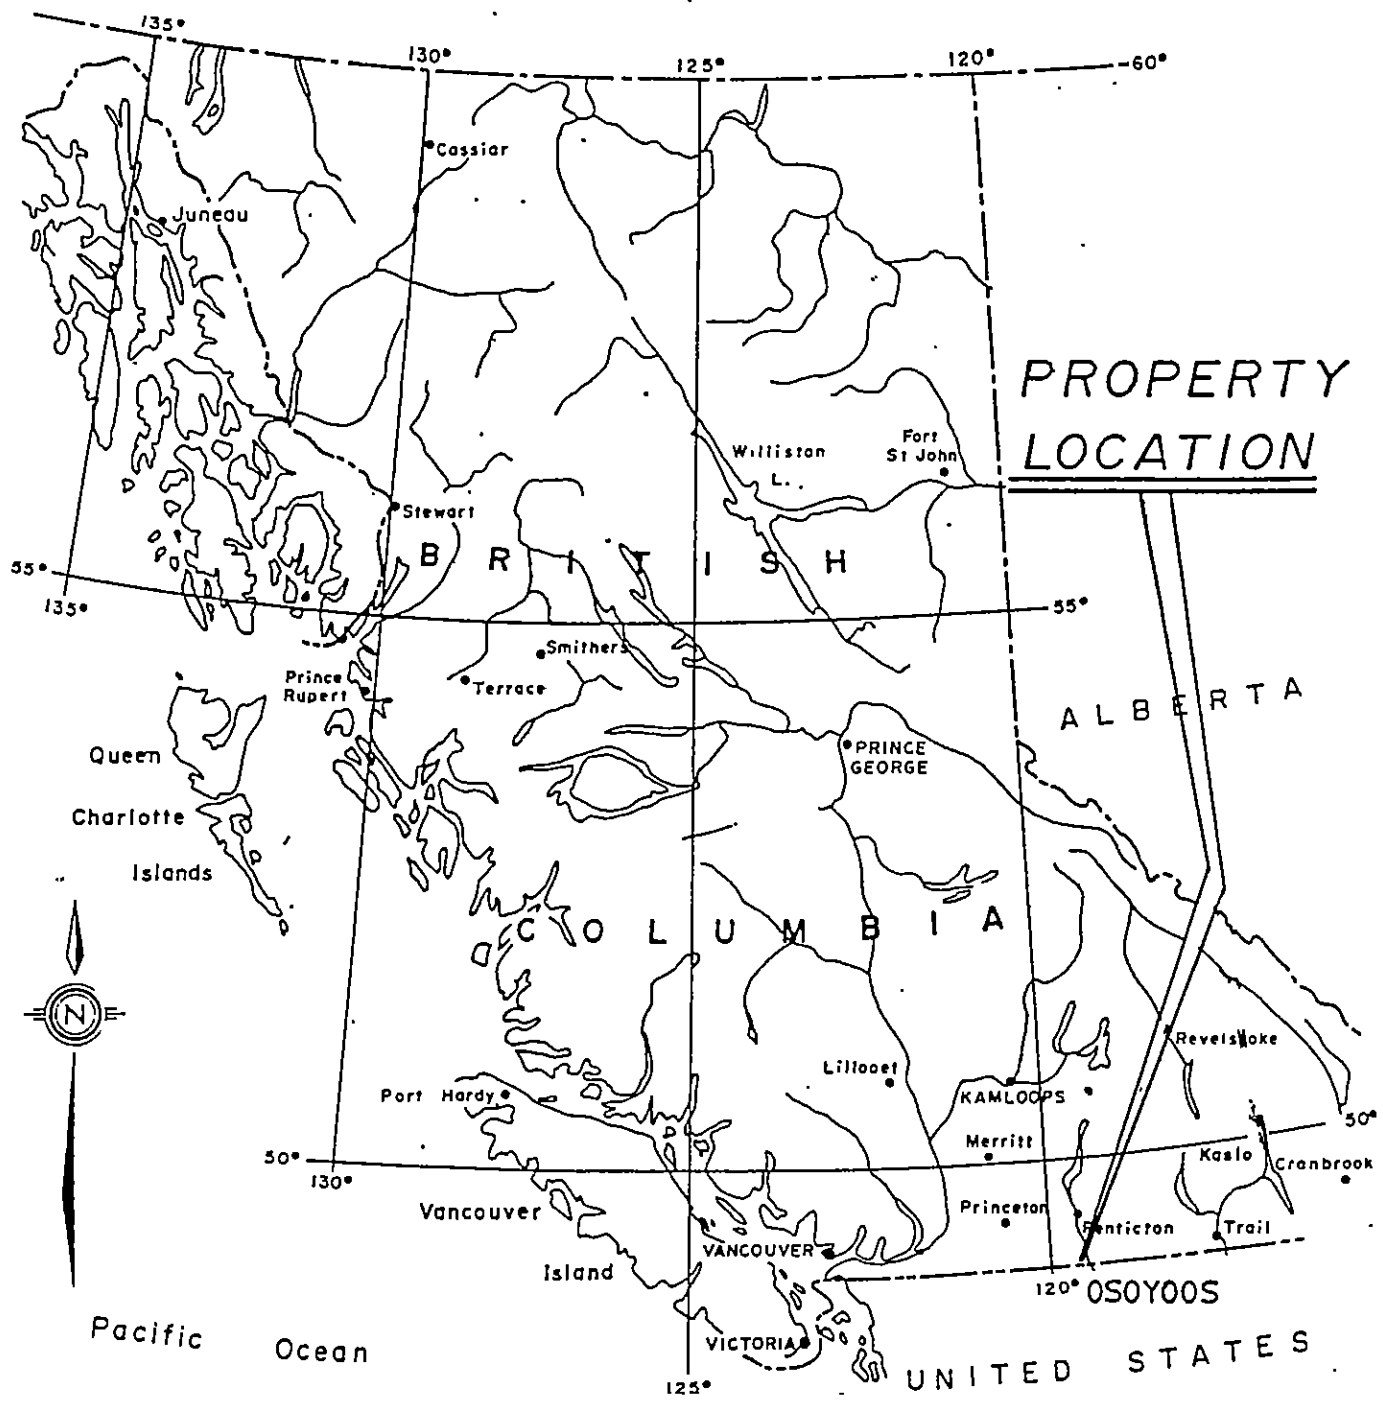 135°
130°
125°
120°
60°
Cassiar
Juneau
PROPERTY
LOCATION
Williston
L.
Fort
St John
Stewart
BRITISH
55°
135°
55°
Smithers
Prince
Rupert
Terrace
ALBERTA
Queen
PRINCE
GEORGE
Charlotte
Islands
COLUMBIA
N
Revelstoke
Lillooet
Port Hardy
KAMLOOPS
50°
Merritt
50°
Kaslo
Cranbrook
130°
Vancouver
Princeton
Penticton
Trail
VANCOUVER
Island
120°
OSOYOOS
Pacific Ocean
VICTORIA
UNITED STATES
125°